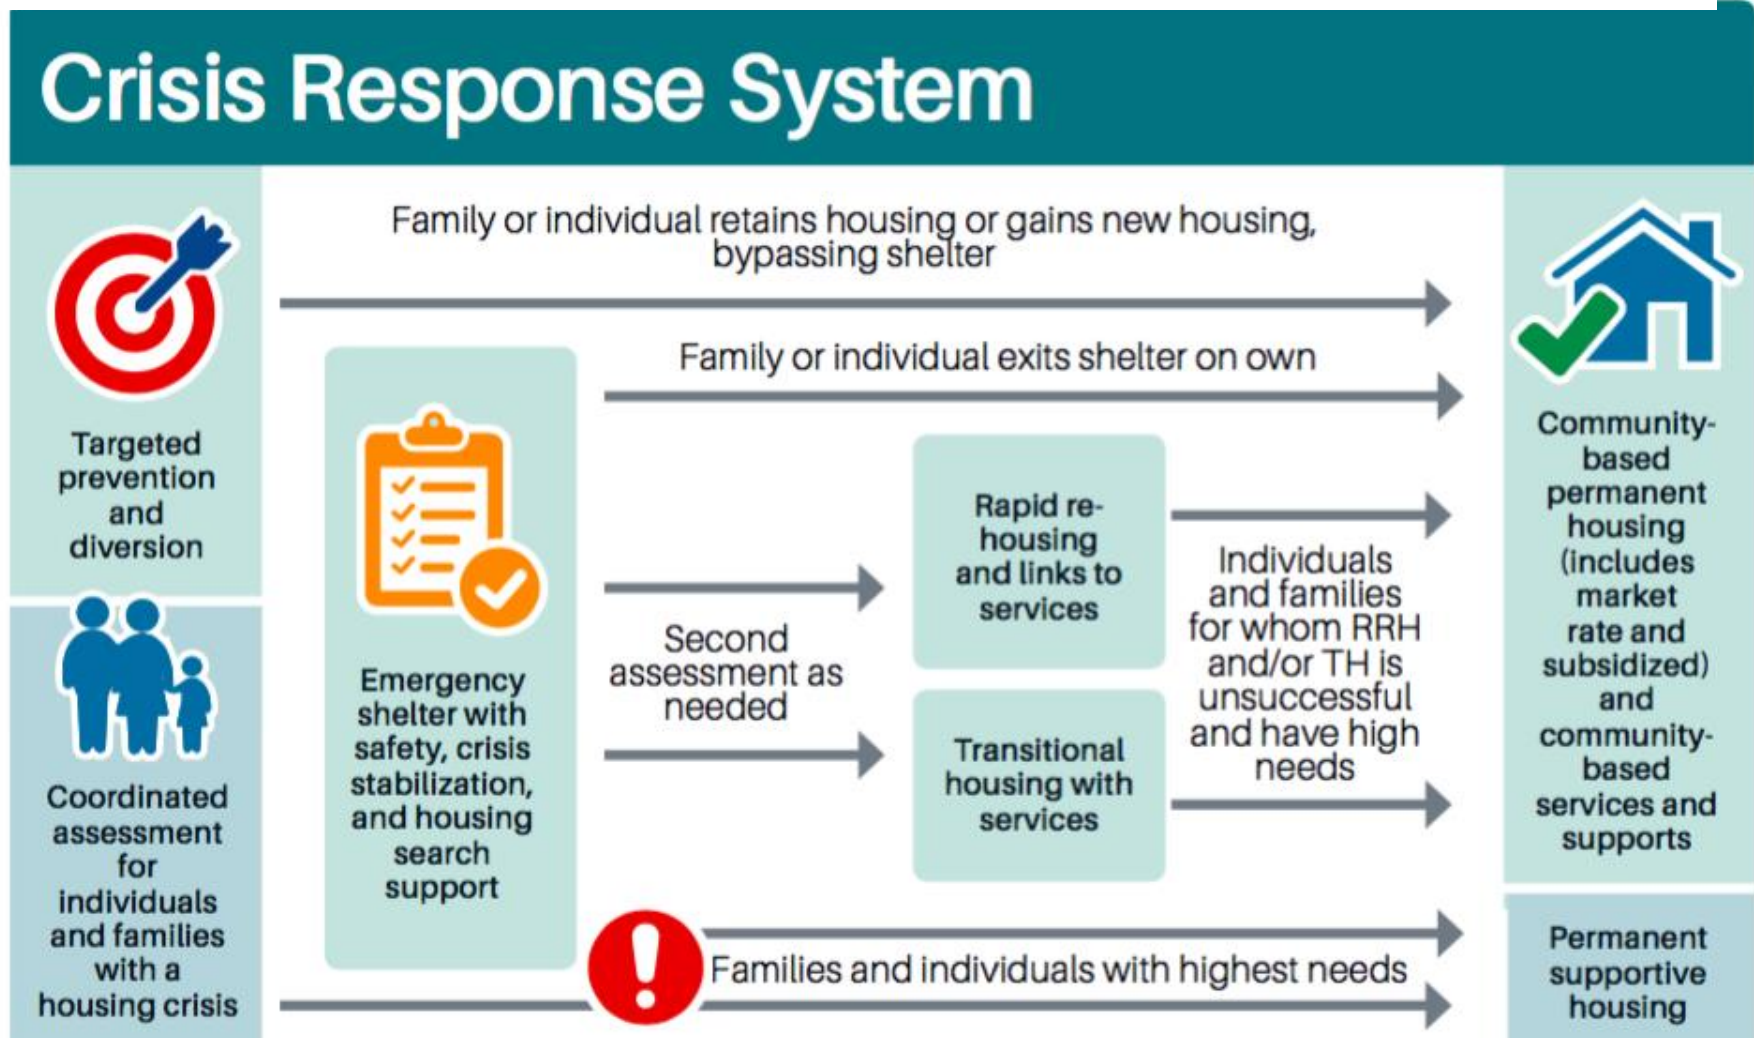 Crisis Response System
Targeted
prevention
and
diversion
Coordinated
assessment
for
individuals
and families
with a
housing crisis
Family or individual retains housing or gains new housing,
bypassing shelter
Family or individual exits shelter on own
Emergency
shelter with
safety, crisis
stabilization,
and housing
search
support
Second
assessment as
needed
Rapid re-
housing
and links to
services
Transitional
housing with
services
Individuals
and families
for whom RRH
and/or TH is
unsuccessful
and have high
needs
Families and individuals with highest needs
Community-
based
permanent
housing
(includes
market
rate and
subsidized)
and
community-
based
services and
supports
Permanent
supportive
housing